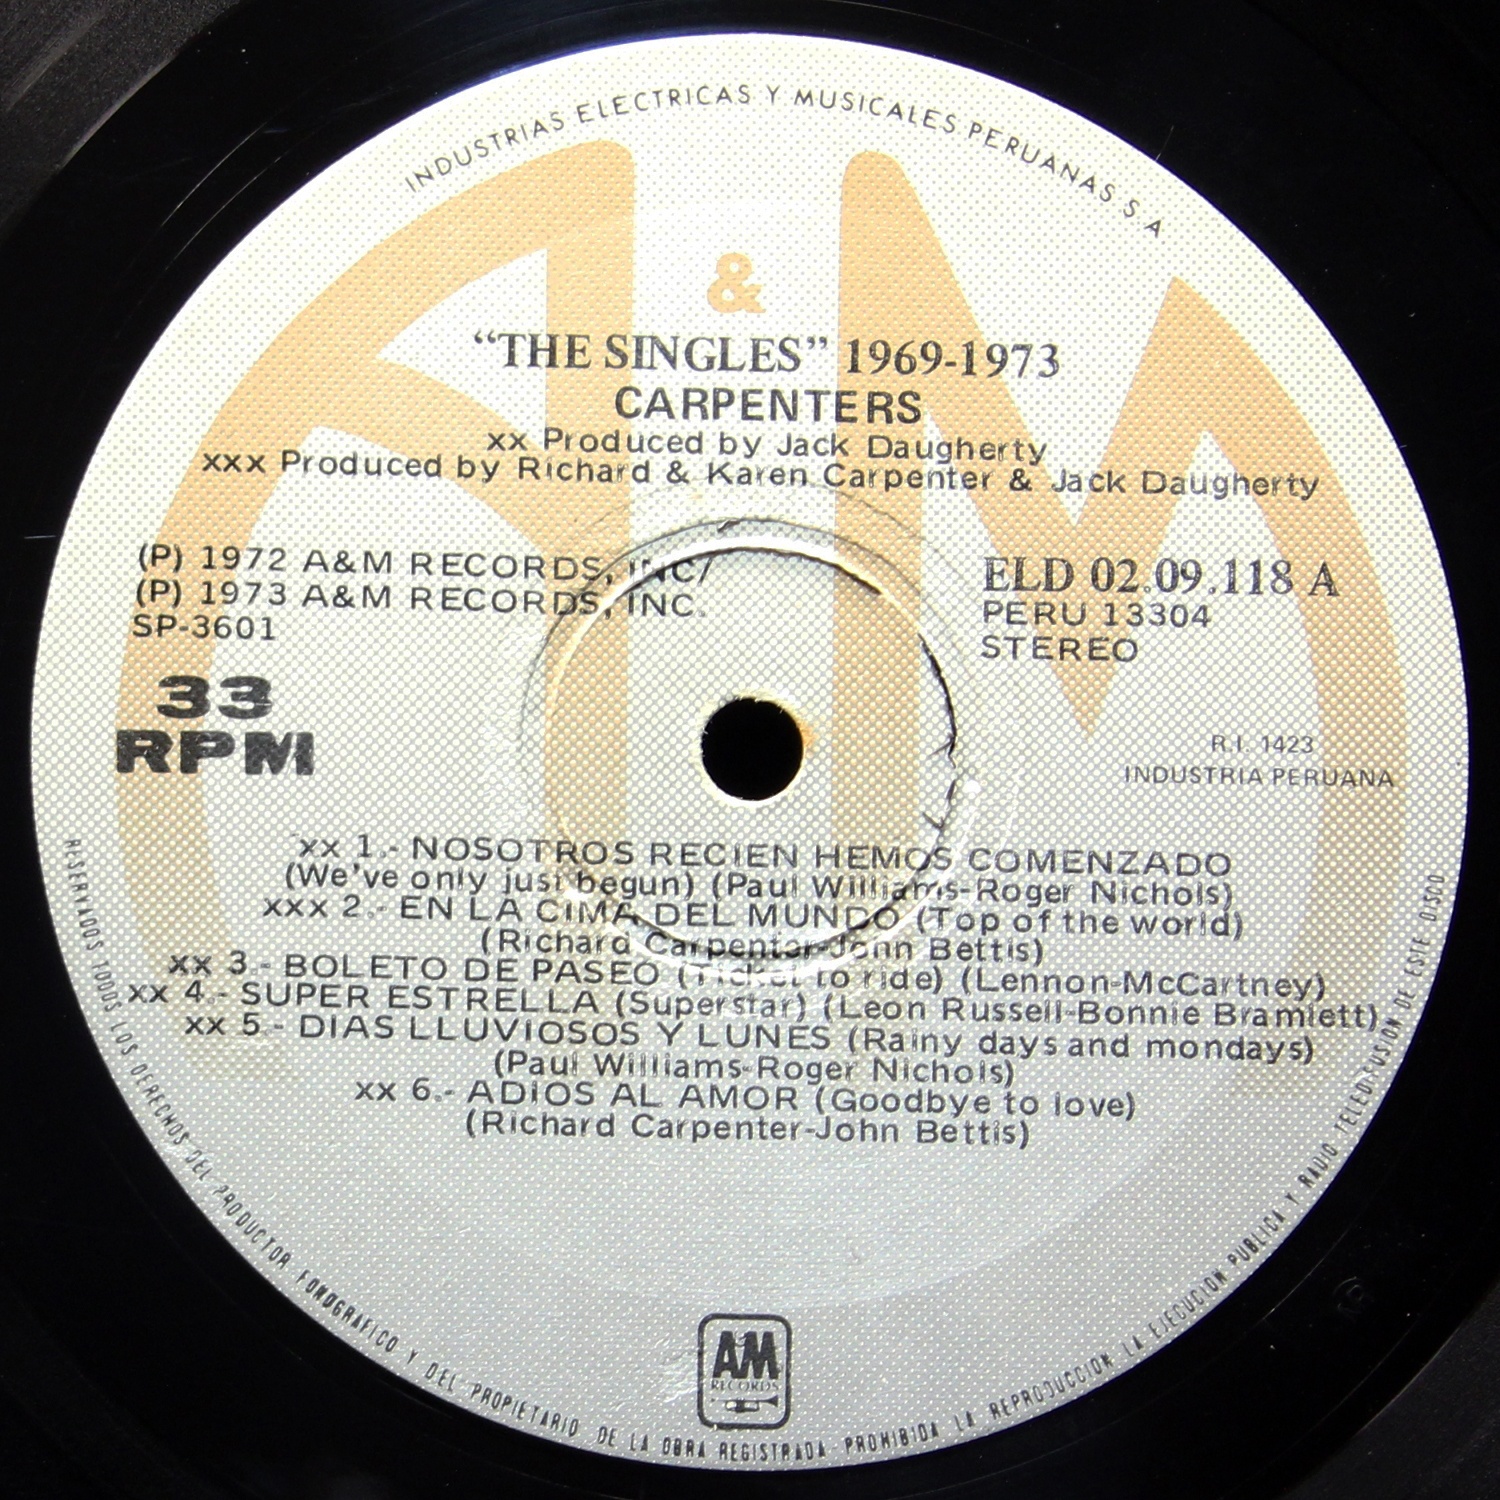 INDUSTRIAS ELECTRICAS Y MUSICALES PERUANAS S.A
A & M
“THE SINGLES” 1969-1973
CARPENTERS
xx Produced by Jack Daugherty
xxx Produced by Richard & Karen Carpenter & Jack Daugherty
(P) 1972 A&M RECORDS, INC/
(P) 1973 A&M RECORDS, INC.
SP-3601
ELD 02.09.118 A
PERU 13304
STEREO
33
RPM
R.I. 1423
INDUSTRIA PERUANA
xx 1.- NOSOTROS RECIEN HEMOS COMENZADO
(We've only just begun) (Paul Williams-Roger Nichols)
xxx 2.- EN LA CIMA DEL MUNDO (Top of the world)
(Richard Carpenter-John Bettis)
xx 3.- BOLETO DE PASEO (Ticket to ride) (Lennon-McCartney)
xx 4.- SUPER ESTRELLA (Superstar) (Leon Russell-Bonnie Bramlett)
xx 5.- DIAS LLUVIOSOS Y LUNES (Rainy days and mondays)
(Paul Williams-Roger Nichols)
xx 6.- ADIOS AL AMOR (Goodbye to love)
(Richard Carpenter-John Bettis)
AM
RECORDS
RESERVADOS TODOS LOS DERECHOS DEL PRODUCTOR FONOGRAFICO Y DEL PROPIETARIO DE LA OBRA REGISTRADA PROHIBIDA LA REPRODUCCION LA EJECUCION PUBLICA Y RADIO TELEDIFUSION DE ESTE DISCO